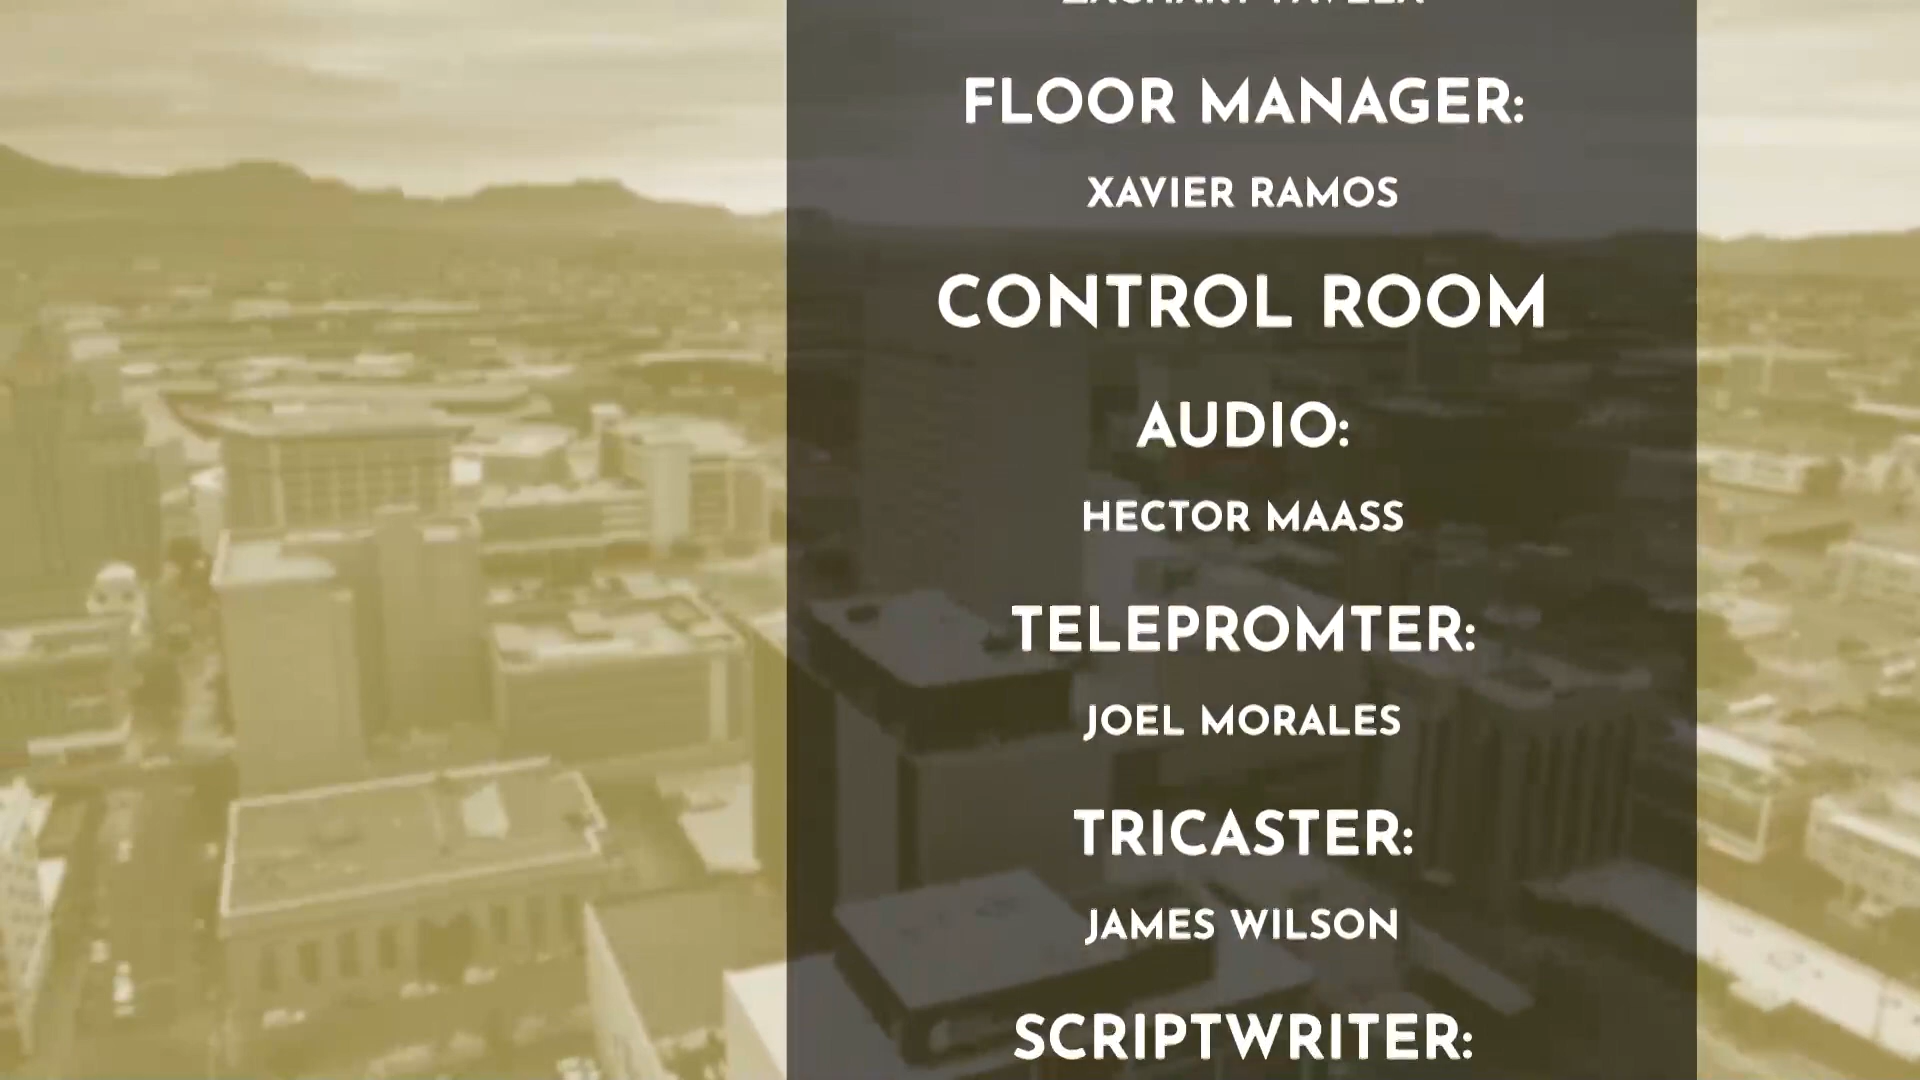 FLOOR MANAGER:
XAVIER RAMOS
CONTROL ROOM
AUDIO:
HECTOR MAASS
TELEPROMTER:
JOEL MORALES
TRICASTER:
JAMES WILSON
SCRIPTWRITER: